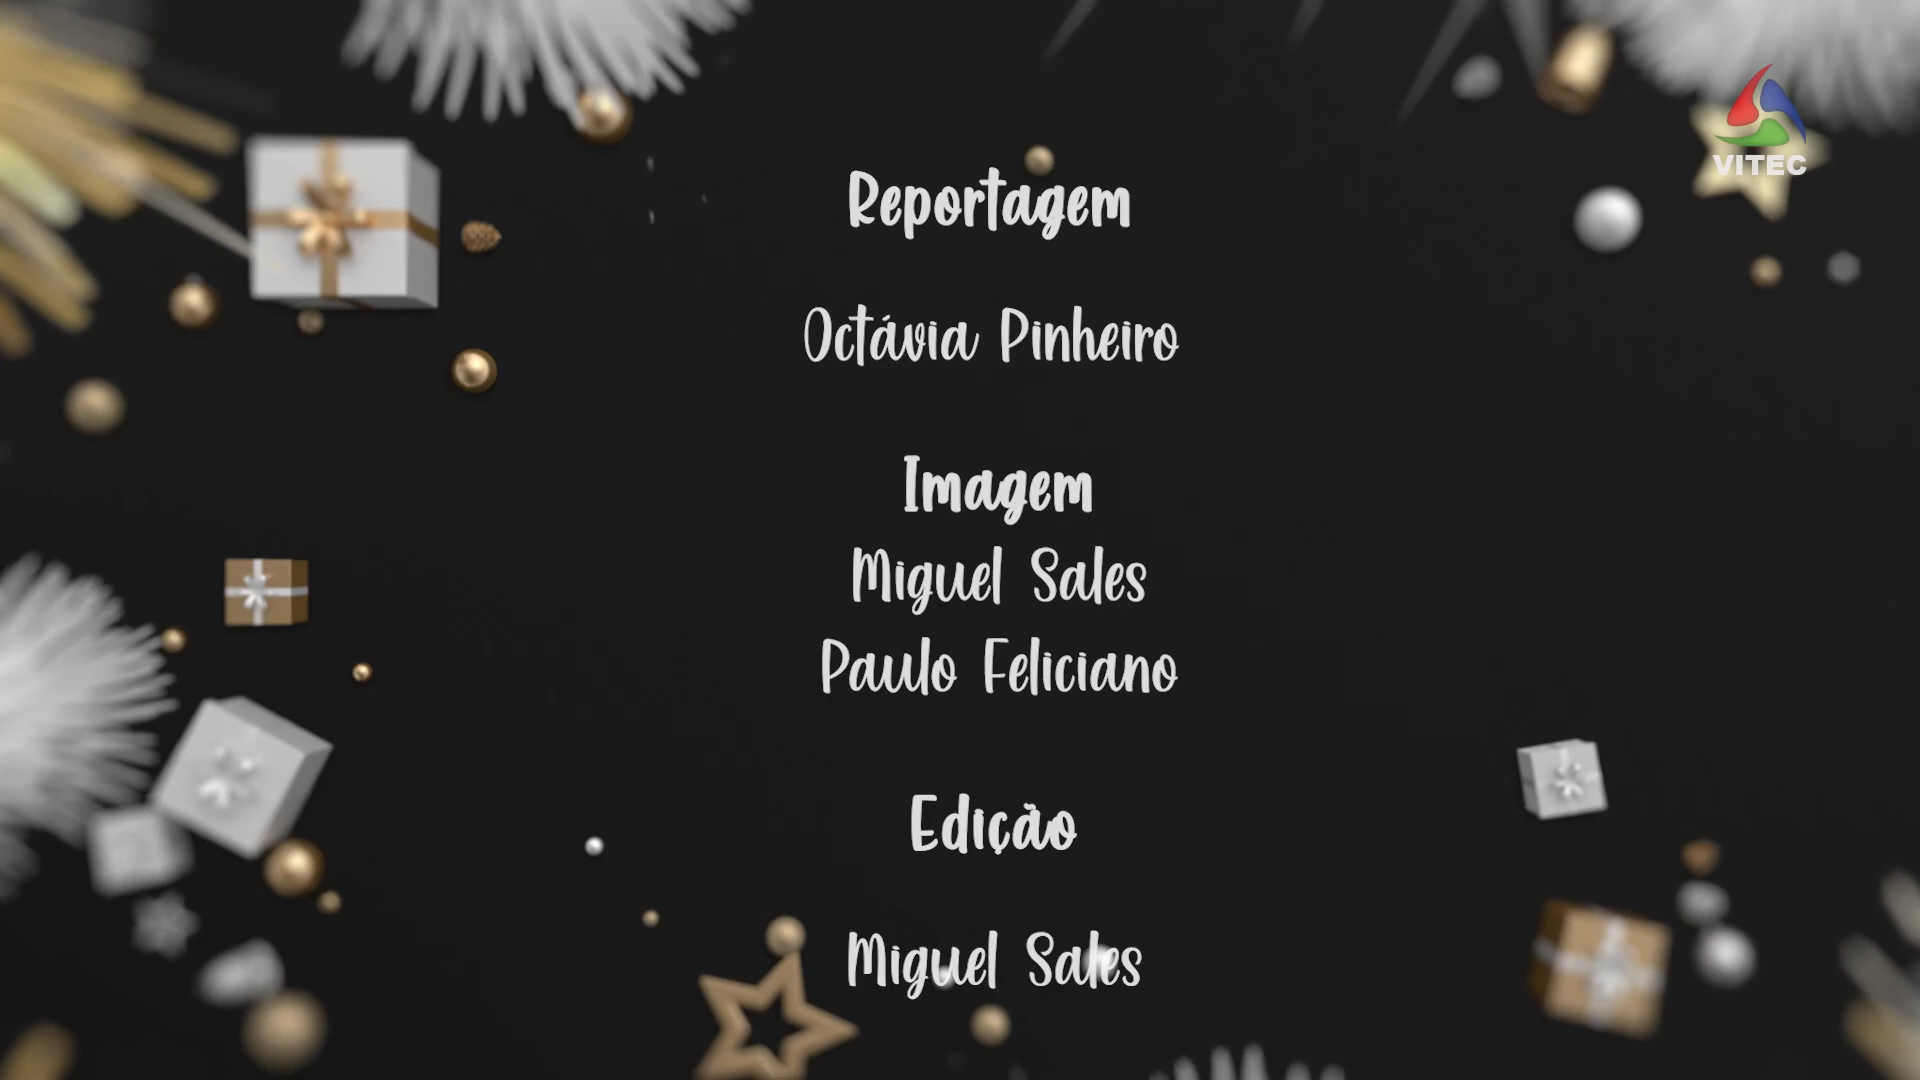 VITEC
Reportagem
Octávia Pinheiro
Imagem
Miguel Sales
Paulo Feliciano
Edição
Miguel Sales